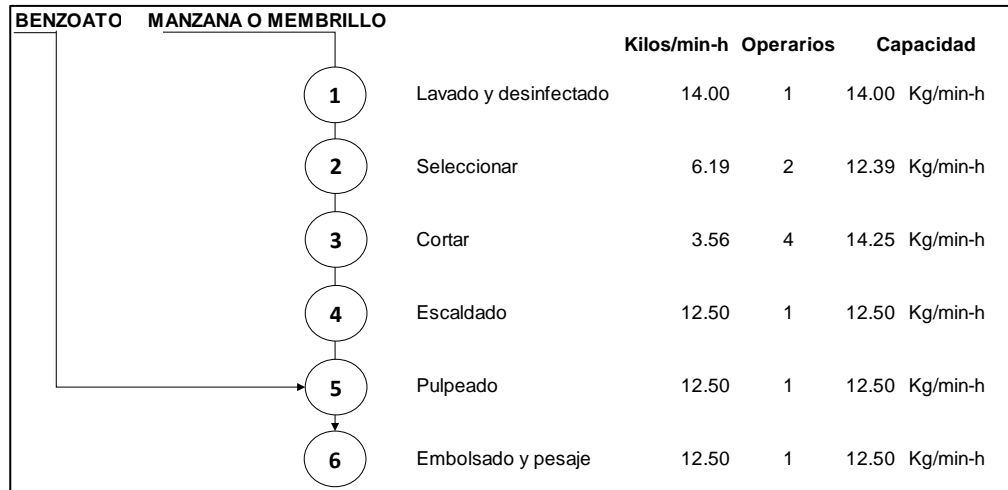 BENZOATO MANZANA O MEMBRILLO
Kilos/min-h Operarios Capacidad
1 Lavado y desinfectado 14.00 1 14.00 Kg/min-h
2 Seleccionar 6.19 2 12.39 Kg/min-h
3 Cortar 3.56 4 14.25 Kg/min-h
4 Escaldado 12.50 1 12.50 Kg/min-h
5 Pulpeado 12.50 1 12.50 Kg/min-h
6 Embolsado y pesaje 12.50 1 12.50 Kg/min-h